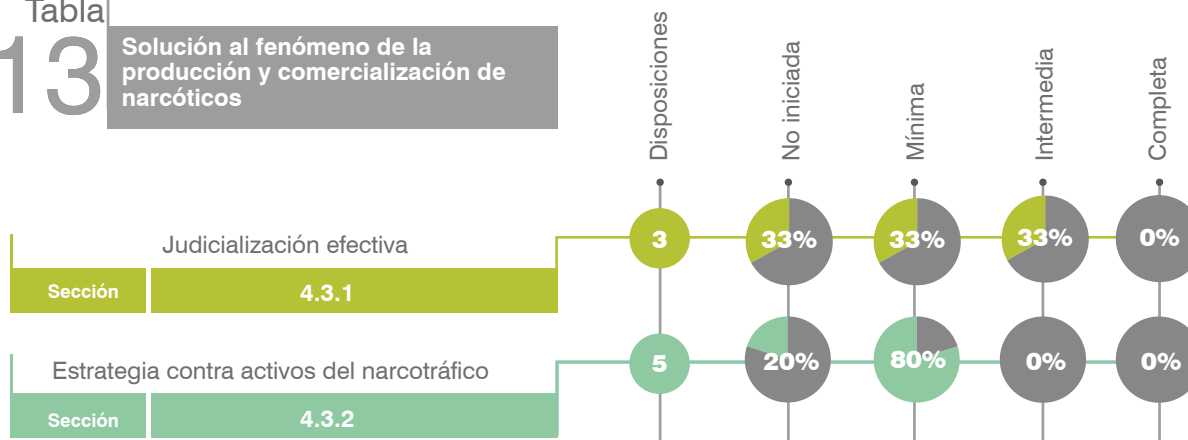 Tabla
13
Solución al fenómeno de la
producción y comercialización de
narcóticos
Disposiciones
No iniciada
Mínima
Intermedia
Completa
Judicialización efectiva
3
33%
33%
33%
0%
Sección
4.3.1
Estrategia contra activos del narcotráfico
5
20%
80%
0%
0%
Sección
4.3.2